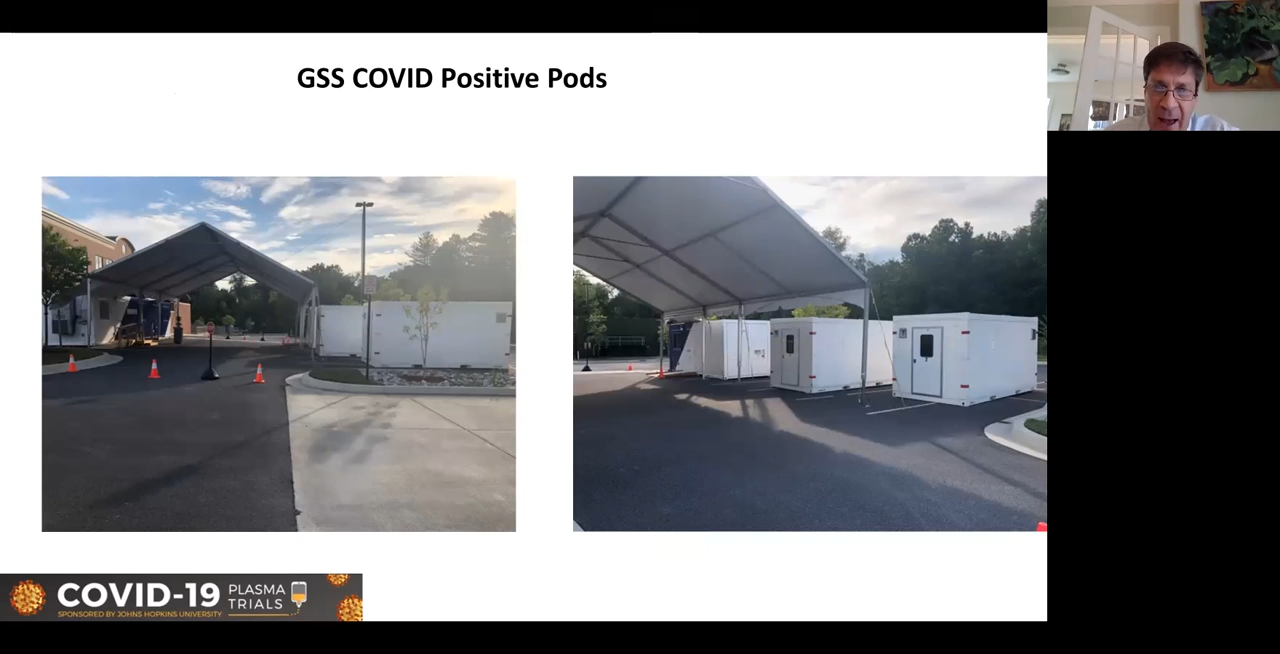 GSS COVID Positive Pods
COVID-19 PLASMA TRIALS
SPONSORED BY JOHNS HOPKINS UNIVERSITY